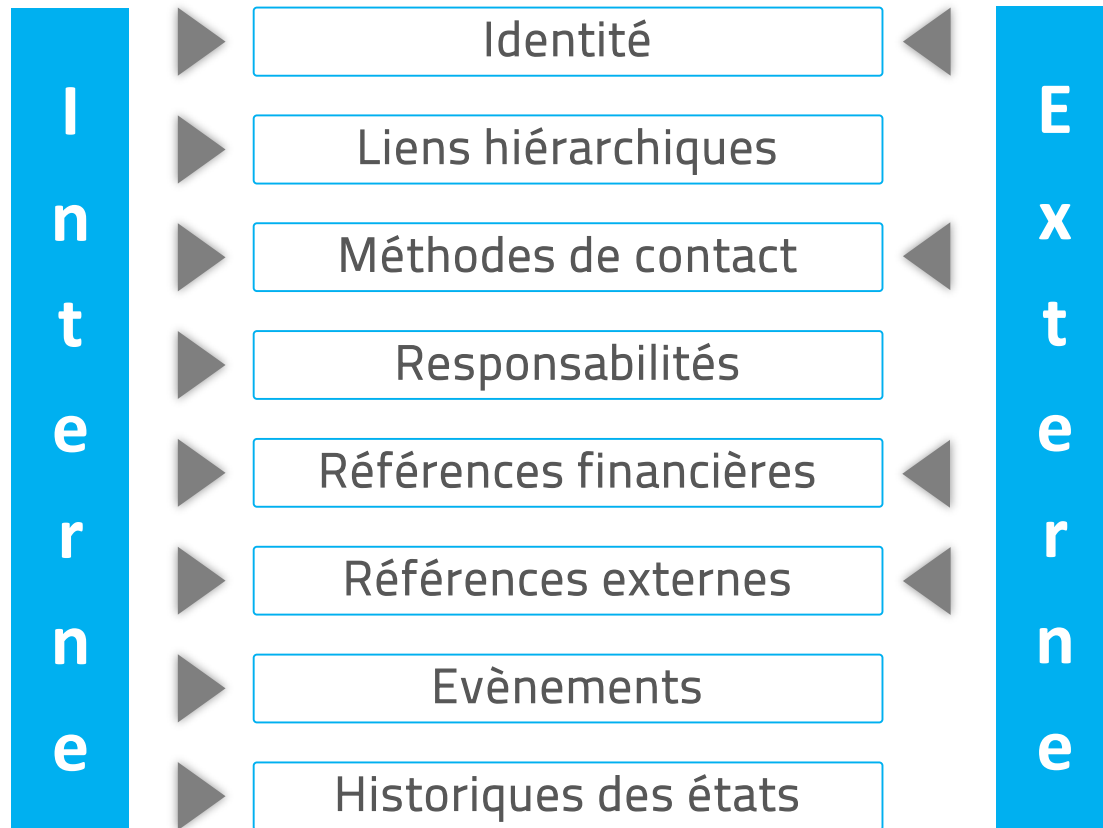 Interne
Identité
Liens hiérarchiques
Méthodes de contact
Responsabilités
Références financières
Références externes
Evènements
Historiques des états
Externe